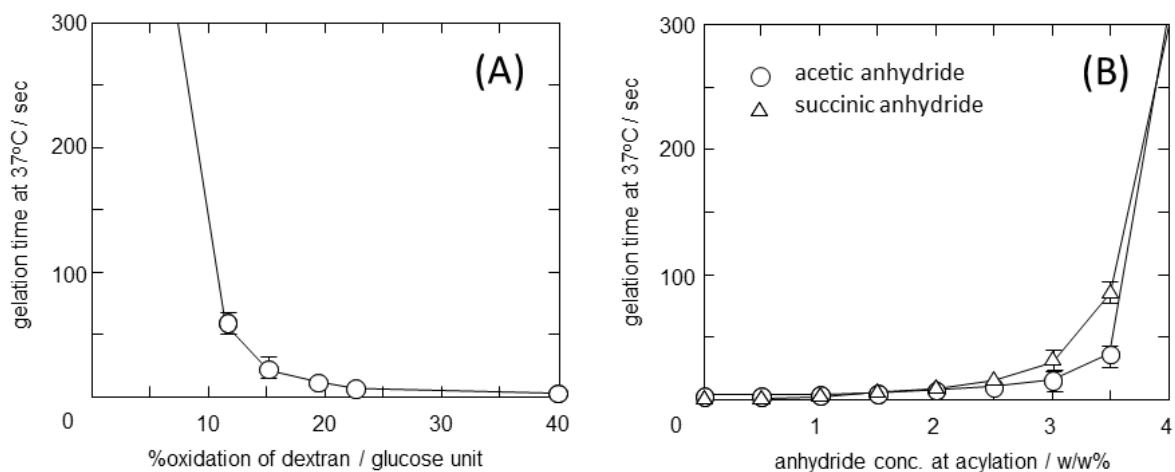 300
200
100
0
10
20
30
40
gelation time at 37ºC / sec
%oxidation of dextran / glucose unit
(A)
300
200
100
0
1
2
3
4
gelation time at 37ºC / sec
anhydride conc. at acylation / w/w%
acetic anhydride
succinic anhydride
(B)